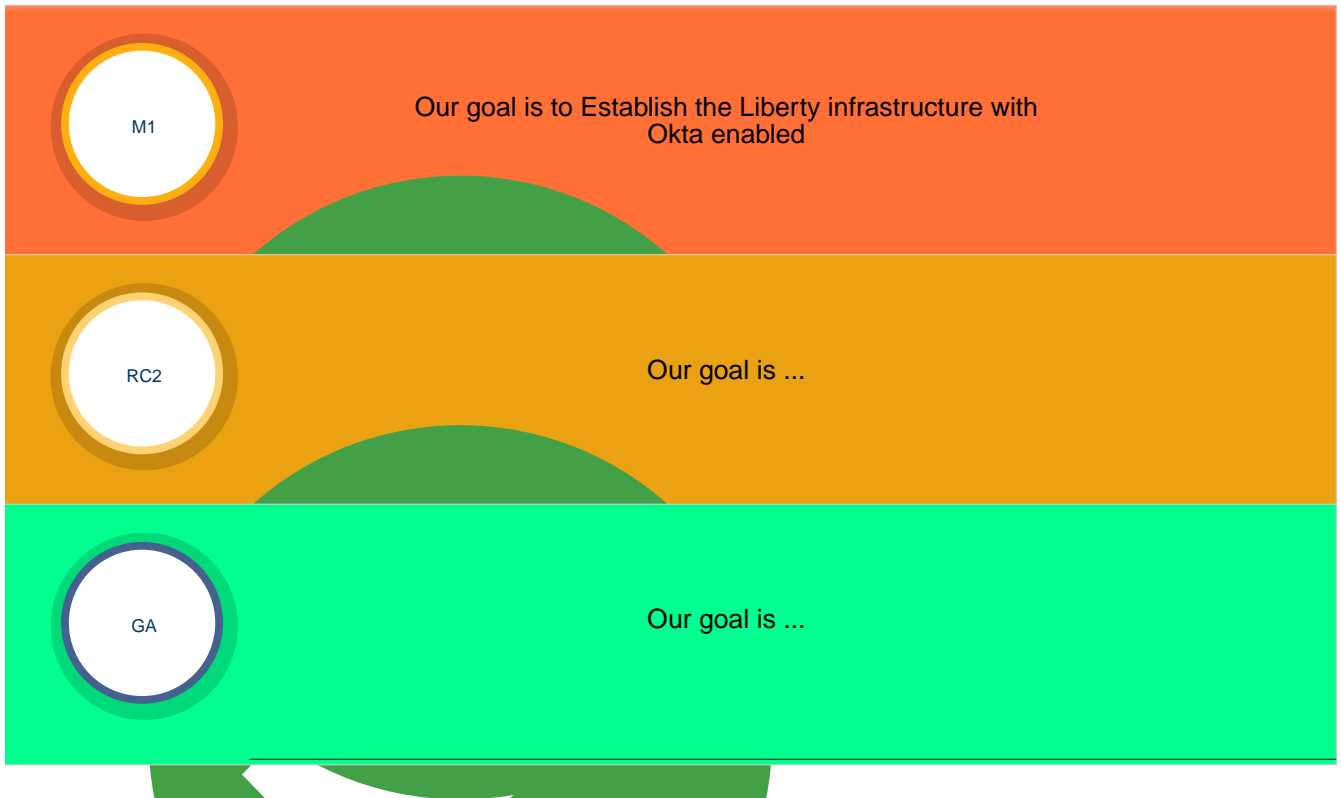 M1
Our goal is to Establish the Liberty infrastructure with
Okta enabled
RC2
Our goal is ...
GA
Our goal is ...